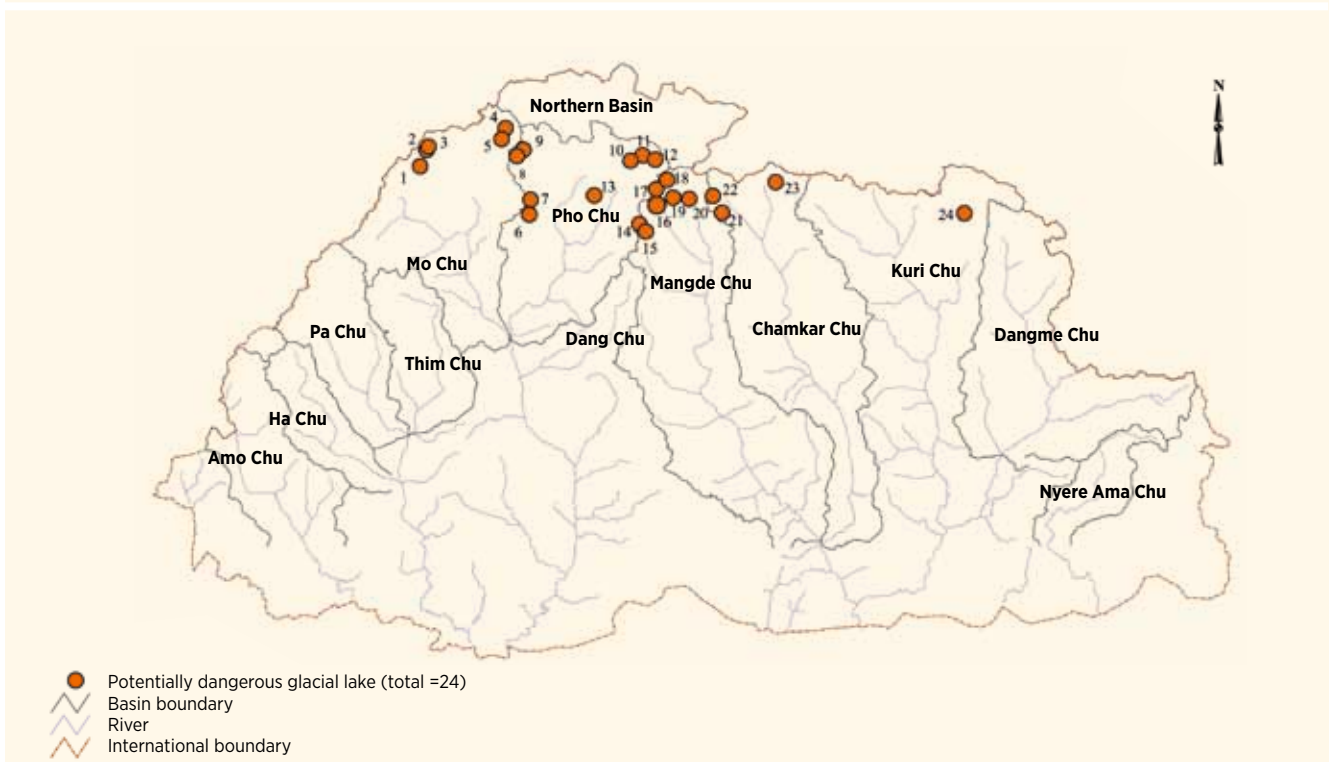 N
Northern Basin
4
2
3
5
9
11
10
12
1
8
18
23
13
17
22
7
Pho Chu
19
20
21
24
6
14
16
15
Mo Chu
Kuri Chu
Mangde Chu
Pa Chu
Dang Chu
Chamkar Chu
Dangme Chu
Thim Chu
Ha Chu
Amo Chu
Nyere Ama Chu
Potentially dangerous glacial lake (total =24)
Basin boundary
River
International boundary